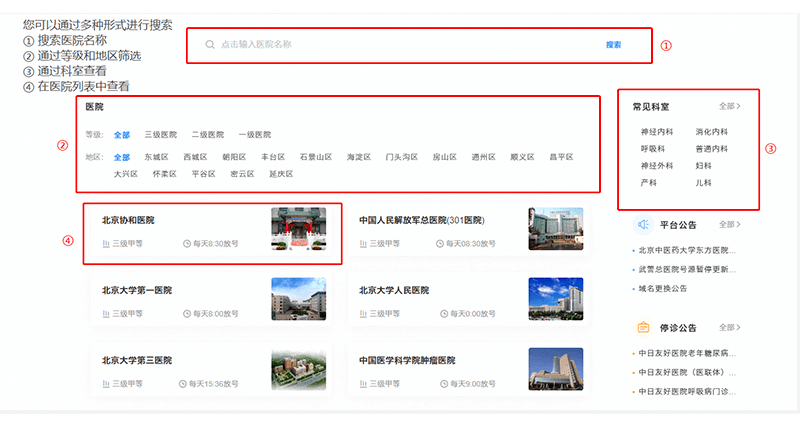 您可以通过多种形式进行搜索
① 搜索医院名称
② 通过等级和地区筛选
③ 通过科室查看
④ 在医院列表中查看
点击输入医院名称 搜索
①
医院
等级: 全部 三级医院 二级医院 一级医院
②
地区: 全部 东城区 西城区 朝阳区 丰台区 石景山区 海淀区 门头沟区 房山区 通州区 顺义区 昌平区
大兴区 怀柔区 平谷区 密云区 延庆区
常见科室 全部 >
神经内科 消化内科
呼吸科 普通内科
③
神经外科 妇科
产科 儿科
④
北京协和医院
三级甲等 每天8:30放号
中国人民解放军总医院(301医院)
三级甲等 每天08:30放号
北京大学第一医院
三级甲等 每天8:00放号
北京大学人民医院
三级甲等 每天0:00放号
北京大学第三医院
三级甲等 每天15:36放号
中国医学科学院肿瘤医院
三级甲等 每天9:00放号
平台公告 全部 >
• 北京中医药大学东方医院...
• 武警总医院号源暂停更新...
• 域名更换公告
停诊公告 全部 >
• 中日友好医院老年糖尿病...
• 中日友好医院（医联体）...
• 中日友好医院呼吸病门诊...